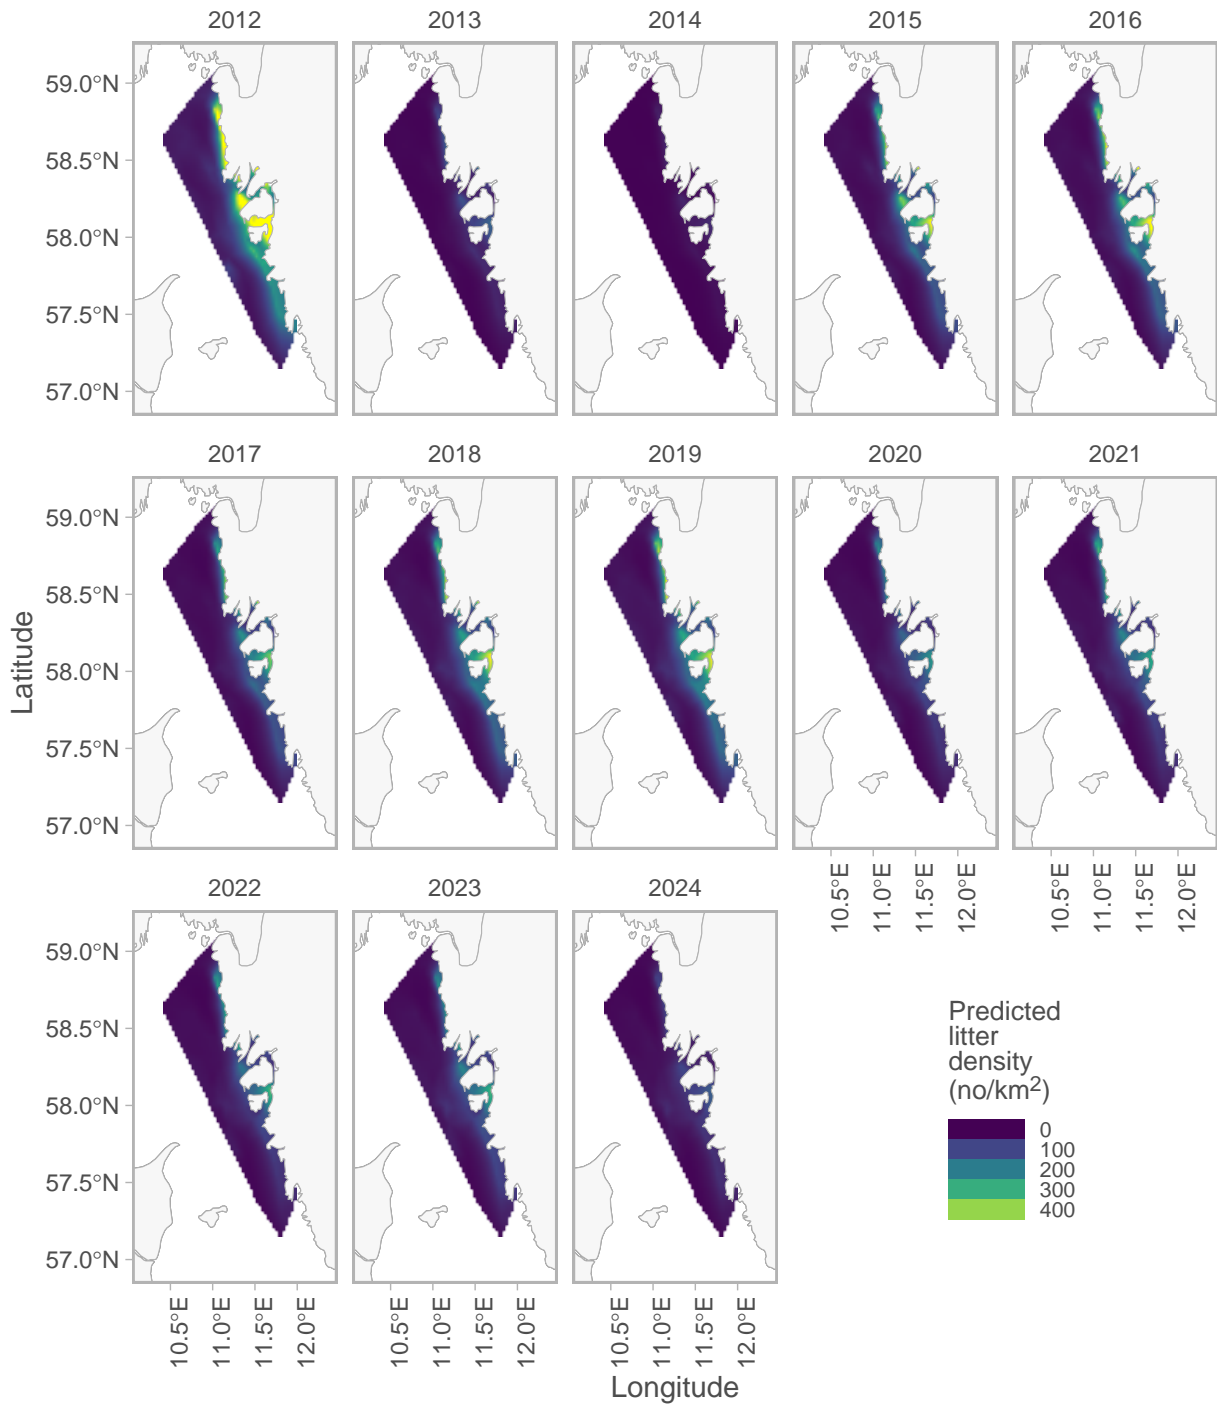 2012 2013 2014 2015 2016
59.0°N
58.5°N
58.0°N
57.5°N
57.0°N
2017 2018 2019 2020 2021
59.0°N
58.5°N
58.0°N
57.5°N
57.0°N
Latitude
10.5°E 11.0°E 11.5°E 12.0°E 10.5°E 11.0°E 11.5°E 12.0°E
2022 2023 2024
59.0°N
58.5°N
58.0°N
57.5°N
57.0°N
10.5°E 11.0°E 11.5°E 12.0°E 10.5°E 11.0°E 11.5°E 12.0°E 10.5°E 11.0°E 11.5°E 12.0°E
Longitude
Predicted
litter
density
(no/km²)
0
100
200
300
400